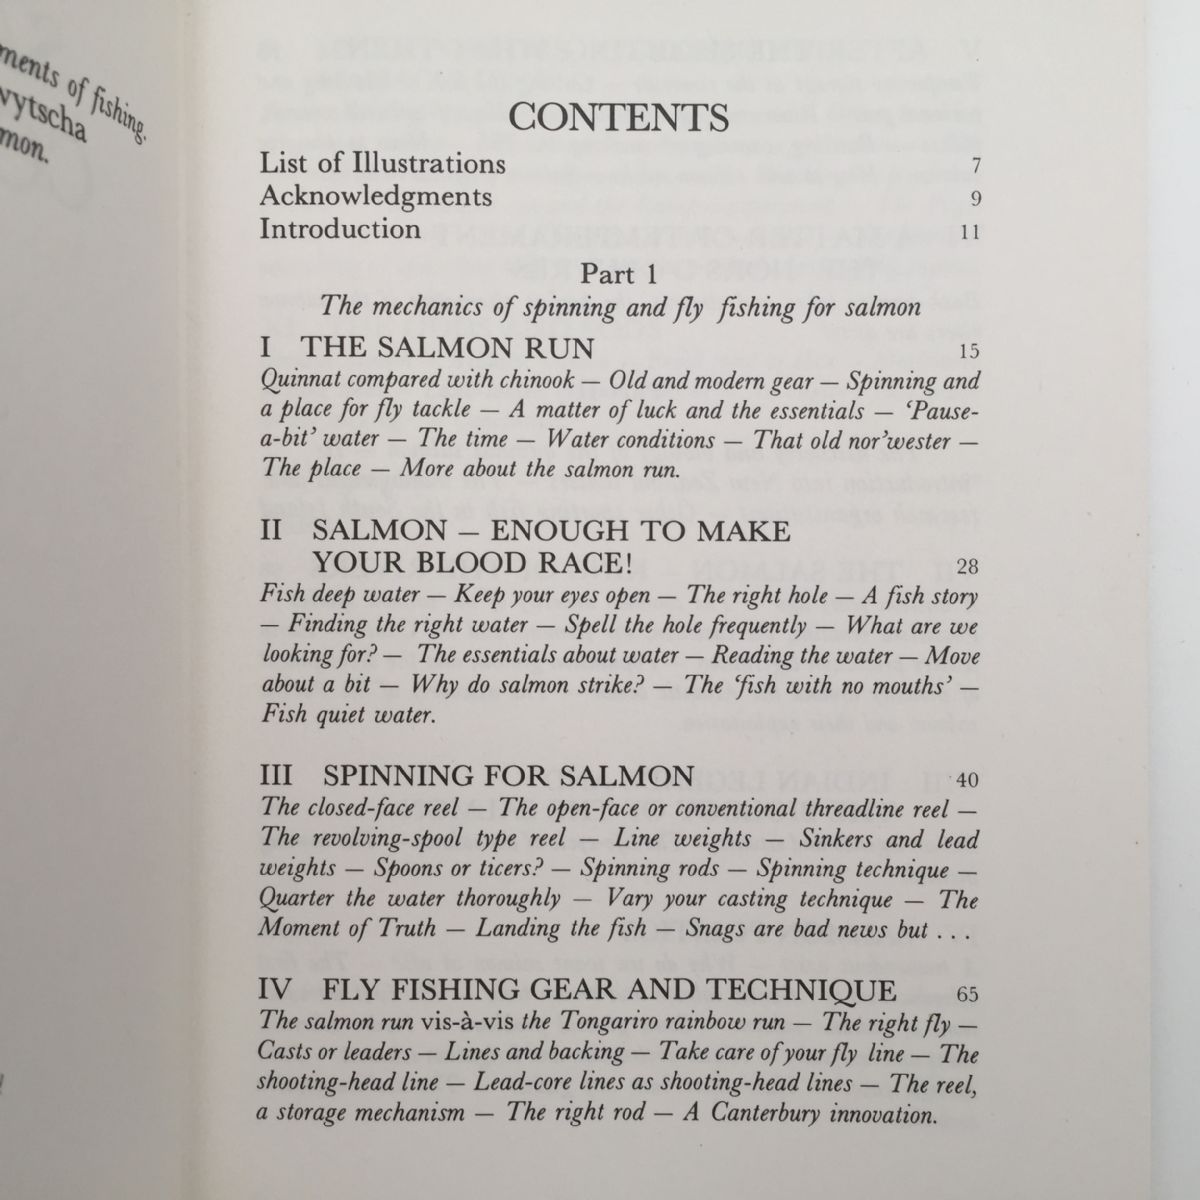 ments of fishing.
vytscha
mon.
CONTENTS
List of Illustrations 7
Acknowledgments 9
Introduction 11
Part 1
The mechanics of spinning and fly fishing for salmon
I THE SALMON RUN 15
Quinnat compared with chinook — Old and modern gear — Spinning and
a place for fly tackle — A matter of luck and the essentials — ‘Pause-
a-bit’ water — The time — Water conditions — That old nor’wester —
The place — More about the salmon run.
II SALMON – ENOUGH TO MAKE
YOUR BLOOD RACE! 28
Fish deep water — Keep your eyes open — The right hole — A fish story
— Finding the right water — Spell the hole frequently — What are we
looking for? — The essentials about water — Reading the water — Move
about a bit — Why do salmon strike? — The ‘fish with no mouths’ —
Fish quiet water.
III SPINNING FOR SALMON 40
The closed-face reel — The open-face or conventional threadline reel —
The revolving-spool type reel — Line weights — Sinkers and lead
weights — Spoons or ticers? — Spinning rods — Spinning technique —
Quarter the water thoroughly — Vary your casting technique — The
Moment of Truth — Landing the fish — Snags are bad news but . . .
IV FLY FISHING GEAR AND TECHNIQUE 65
The salmon run vis-à-vis the Tongariro rainbow run — The right fly —
Casts or leaders — Lines and backing — Take care of your fly line — The
shooting-head line — Lead-core lines as shooting-head lines — The reel,
a storage mechanism — The right rod — A Canterbury innovation.